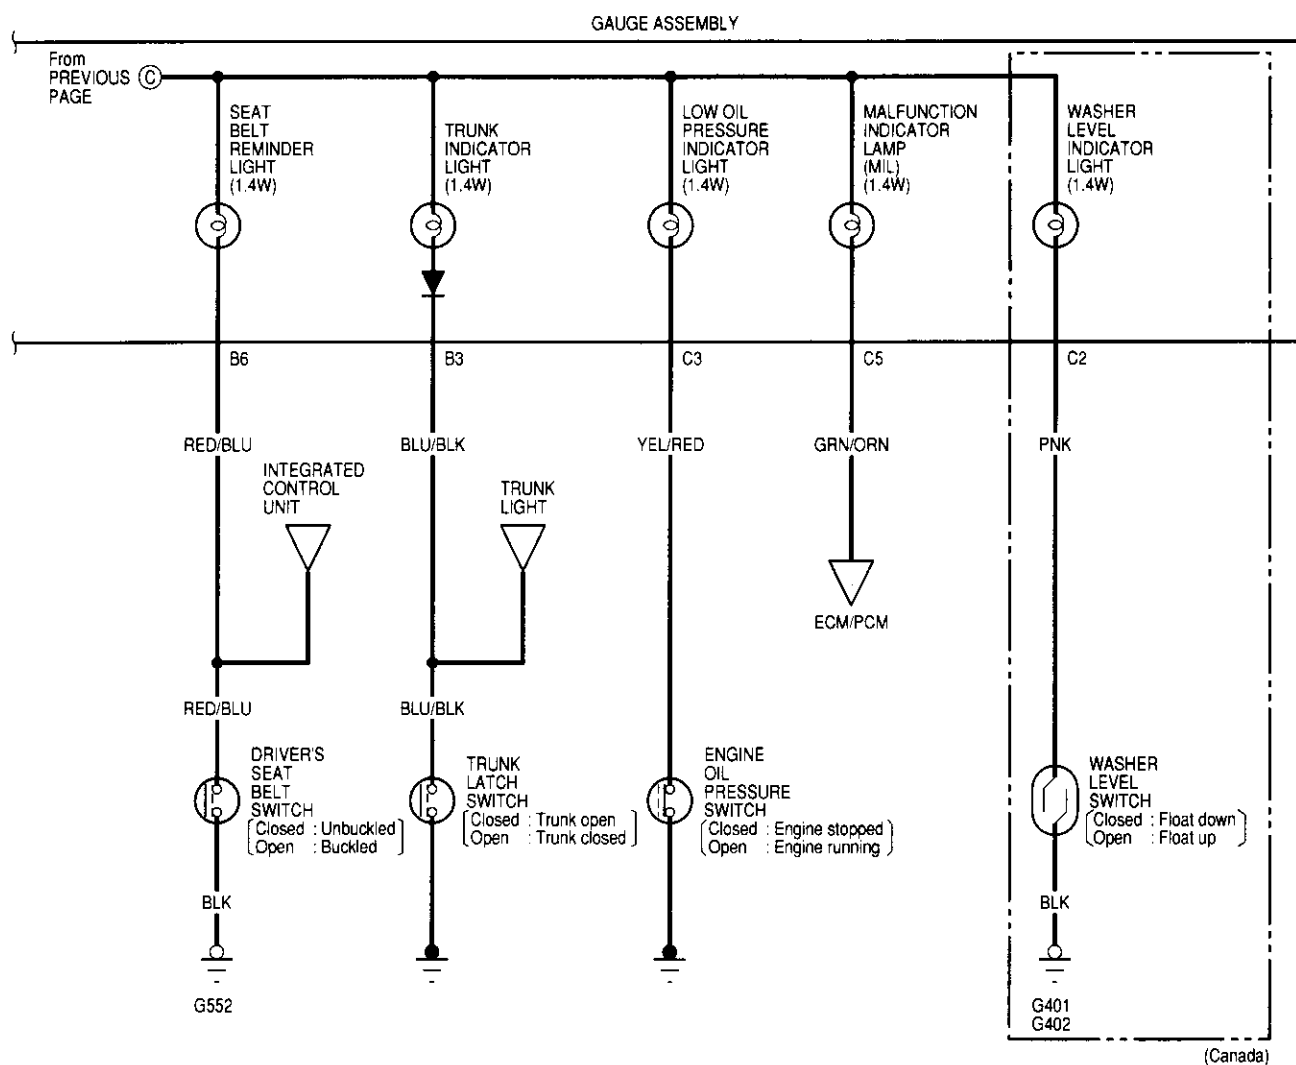 GAUGE ASSEMBLY
From
PREVIOUS
PAGE
C
SEAT
BELT
REMINDER
LIGHT
(1.4W)
TRUNK
INDICATOR
LIGHT
(1.4W)
LOW OIL
PRESSURE
INDICATOR
LIGHT
(1.4W)
MALFUNCTION
INDICATOR
LAMP
(MIL)
(1.4W)
WASHER
LEVEL
INDICATOR
LIGHT
(1.4W)
B6
B3
C3
C5
C2
RED/BLU
BLU/BLK
YEL/RED
GRN/ORN
PNK
INTEGRATED
CONTROL
UNIT
TRUNK
LIGHT
ECM/PCM
RED/BLU
BLU/BLK
DRIVER'S
SEAT
BELT
SWITCH
Closed : Unbuckled
Open : Buckled
TRUNK
LATCH
SWITCH
Closed : Trunk open
Open : Trunk closed
ENGINE
OIL
PRESSURE
SWITCH
Closed : Engine stopped
Open : Engine running
WASHER
LEVEL
SWITCH
Closed : Float down
Open : Float up
BLK
BLK
G552
G401
G402
(Canada)